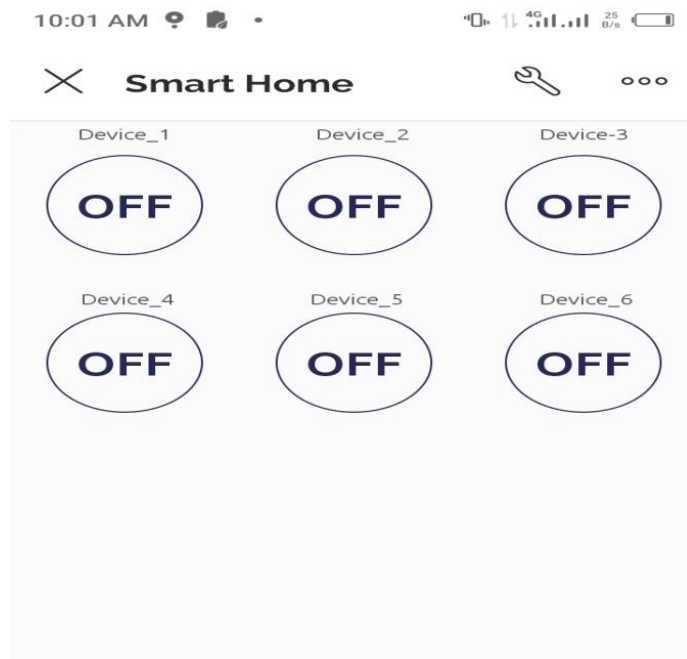 10:01 AM 4G 25 B/s
Smart Home
Device_1 Device_2 Device-3
OFF OFF OFF
Device_4 Device_5 Device_6
OFF OFF OFF